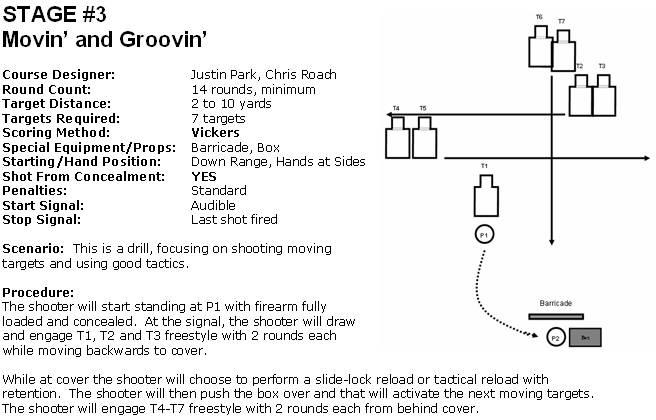 STAGE #3
Movin' and Groovin'
Course Designer: Justin Park, Chris Roach
Round Count: 14 rounds, minimum
Target Distance: 2 to 10 yards
Targets Required: 7 targets
Scoring Method: Vickers
Special Equipment/Props: Barricade, Box
Starting/Hand Position: Down Range, Hands at Sides
Shot From Concealment: YES
Penalties: Standard
Start Signal: Audible
Stop Signal: Last shot fired
Scenario: This is a drill, focusing on shooting moving
targets and using good tactics.
Procedure:
The shooter will start standing at P1 with firearm fully
loaded and concealed. At the signal, the shooter will draw
and engage T1, T2 and T3 freestyle with 2 rounds each
while moving backwards to cover.
While at cover the shooter will choose to perform a slide-lock reload or tactical reload with
retention. The shooter will then push the box over and that will activate the next moving targets.
The shooter will engage T4-T7 freestyle with 2 rounds each from behind cover.
T6
T7
T2
T3
T4
T5
T1
P1
Barricade
P2
Box